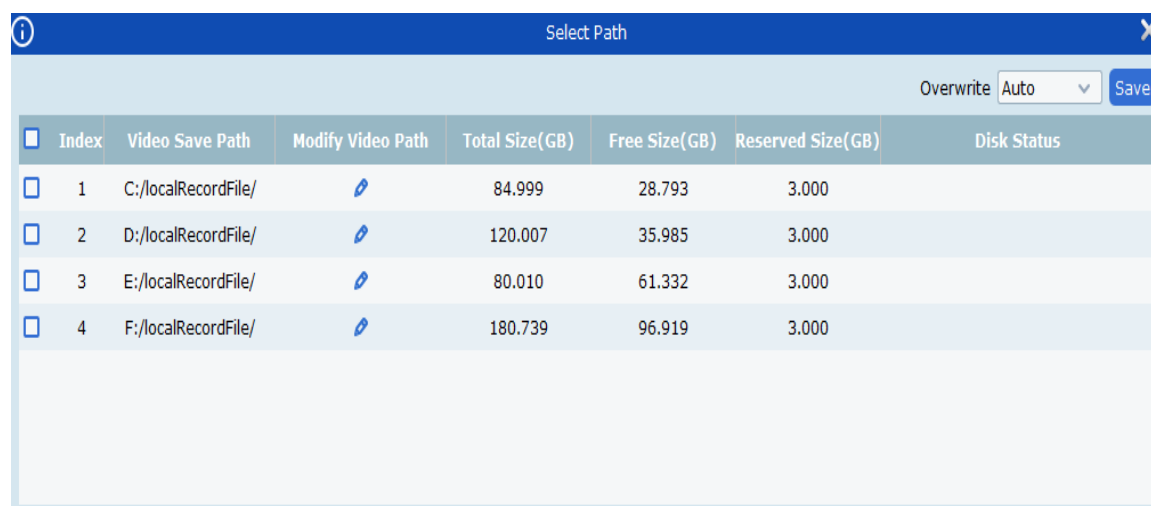 Select Path
Overwrite Auto Save
Index Video Save Path Modify Video Path Total Size(GB) Free Size(GB) Reserved Size(GB) Disk Status
1 C:/localRecordFile/ 84.999 28.793 3.000
2 D:/localRecordFile/ 120.007 35.985 3.000
3 E:/localRecordFile/ 80.010 61.332 3.000
4 F:/localRecordFile/ 180.739 96.919 3.000